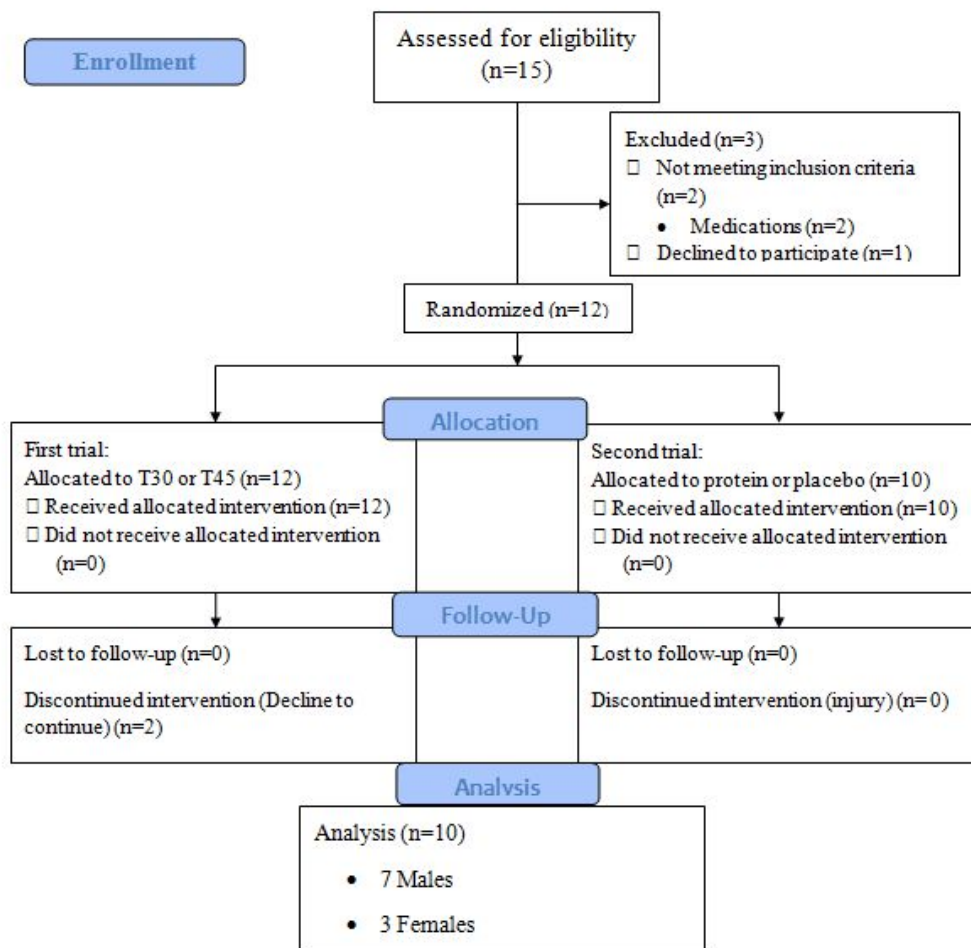 Enrollment
Assessed for eligibility
(n=15)
Excluded (n=3)
□ Not meeting inclusion criteria
(n=2)
• Medications (n=2)
□ Declined to participate (n=1)
Randomized (n=12)
Allocation
First trial:
Allocated to T30 or T45 (n=12)
□ Received allocated intervention (n=12)
□ Did not receive allocated intervention
(n=0)
Second trial:
Allocated to protein or placebo (n=10)
□ Received allocated intervention (n=10)
□ Did not receive allocated intervention
(n=0)
Follow-Up
Lost to follow-up (n=0)
Discontinued intervention (Decline to
continue) (n=2)
Lost to follow-up (n=0)
Discontinued intervention (injury) (n= 0)
Analysis
Analysis (n=10)
• 7 Males
• 3 Females